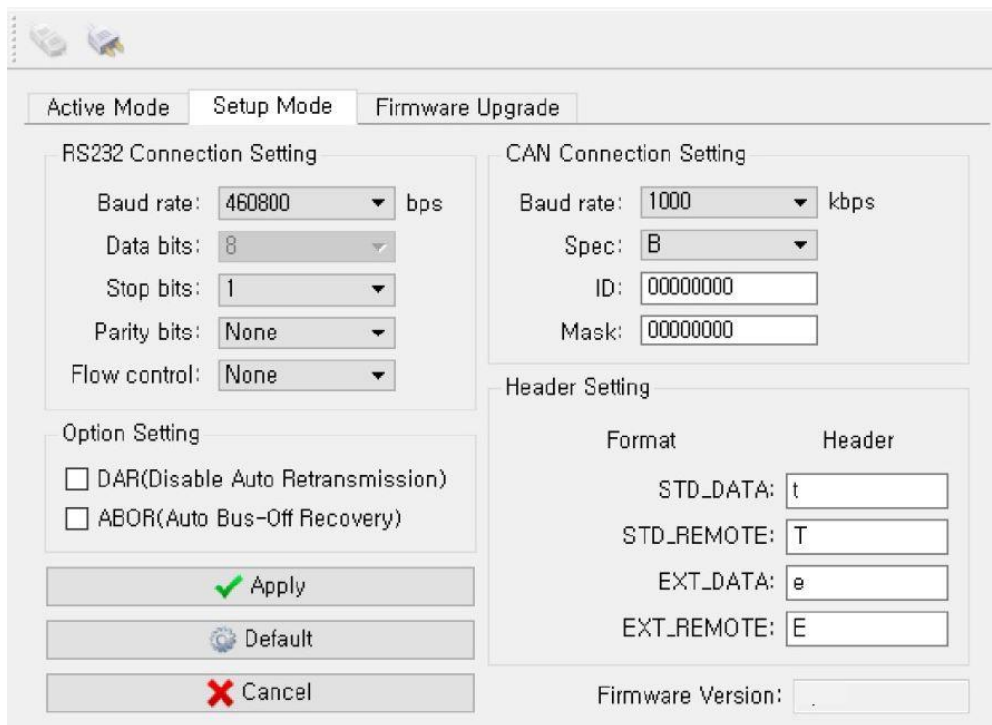 Active Mode Setup Mode Firmware Upgrade
RS232 Connection Setting
Baud rate: 460800 bps
Data bits: 8
Stop bits: 1
Parity bits: None
Flow control: None
Option Setting
DAR(Disable Auto Retransmission)
ABOR(Auto Bus-Off Recovery)
Apply
Default
Cancel
CAN Connection Setting
Baud rate: 1000 kbps
Spec: B
ID: 00000000
Mask: 00000000
Header Setting
Format Header
STD_DATA: t
STD_REMOTE: T
EXT_DATA: e
EXT_REMOTE: E
Firmware Version: .